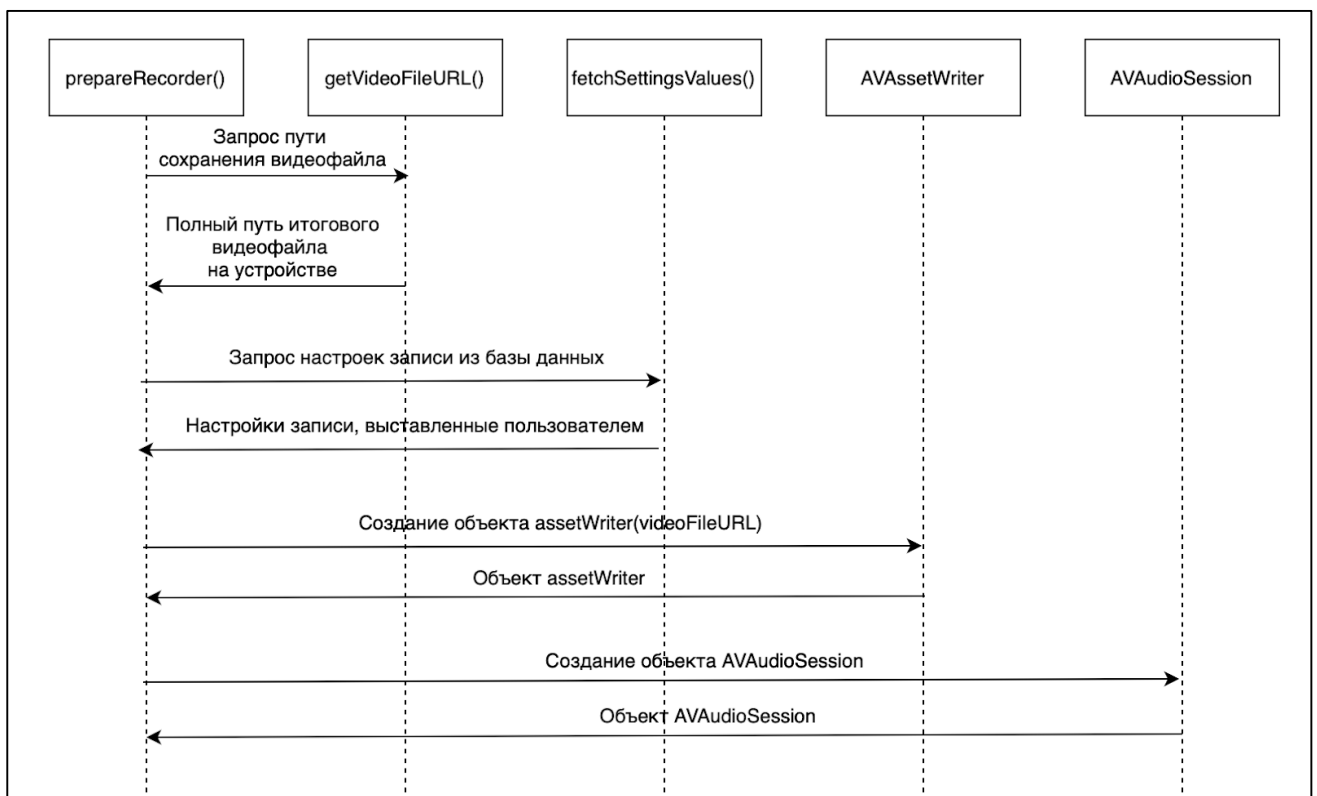 prepareRecorder()
getVideoFileURL()
fetchSettingsValues()
AVAssetWriter
AVAudioSession
Запрос пути
сохранения видеофайла
Полный путь итогового
видеофайла
на устройстве
Запрос настроек записи из базы данных
Настройки записи, выставленные пользователем
Создание объекта assetWriter(videoFileURL)
Объект assetWriter
Создание объекта AVAudioSession
Объект AVAudioSession